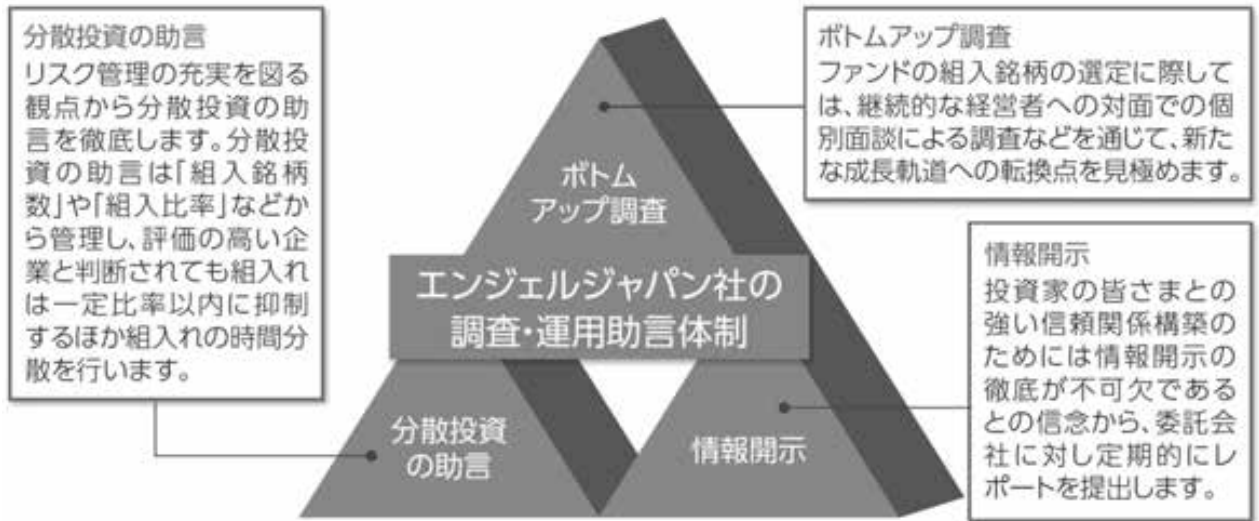 分散投資の助言
リスク管理の充実を図る
観点から分散投資の助
言を徹底します。分散投
資の助言は「組入銘柄
数」や「組入比率」などか
ら管理し、評価の高い企
業と判断されても組入れ
は一定比率以内に抑制
するほか組入れの時間分
散を行います。
ボトムアップ調査
ファンドの組入銘柄の選定に際して
は、継続的な経営者への対面での個
別面談による調査などを通じて、新た
な成長軌道への転換点を見極めます。
ボトム
アップ調査
エンジェルジャパン社の
調査・運用助言体制
分散投資
の助言
情報開示
情報開示
投資家の皆さまとの
強い信頼関係構築の
ためには情報開示の
徹底が不可欠である
との信念から、委託会
社に対し定期的にレ
ポートを提出します。